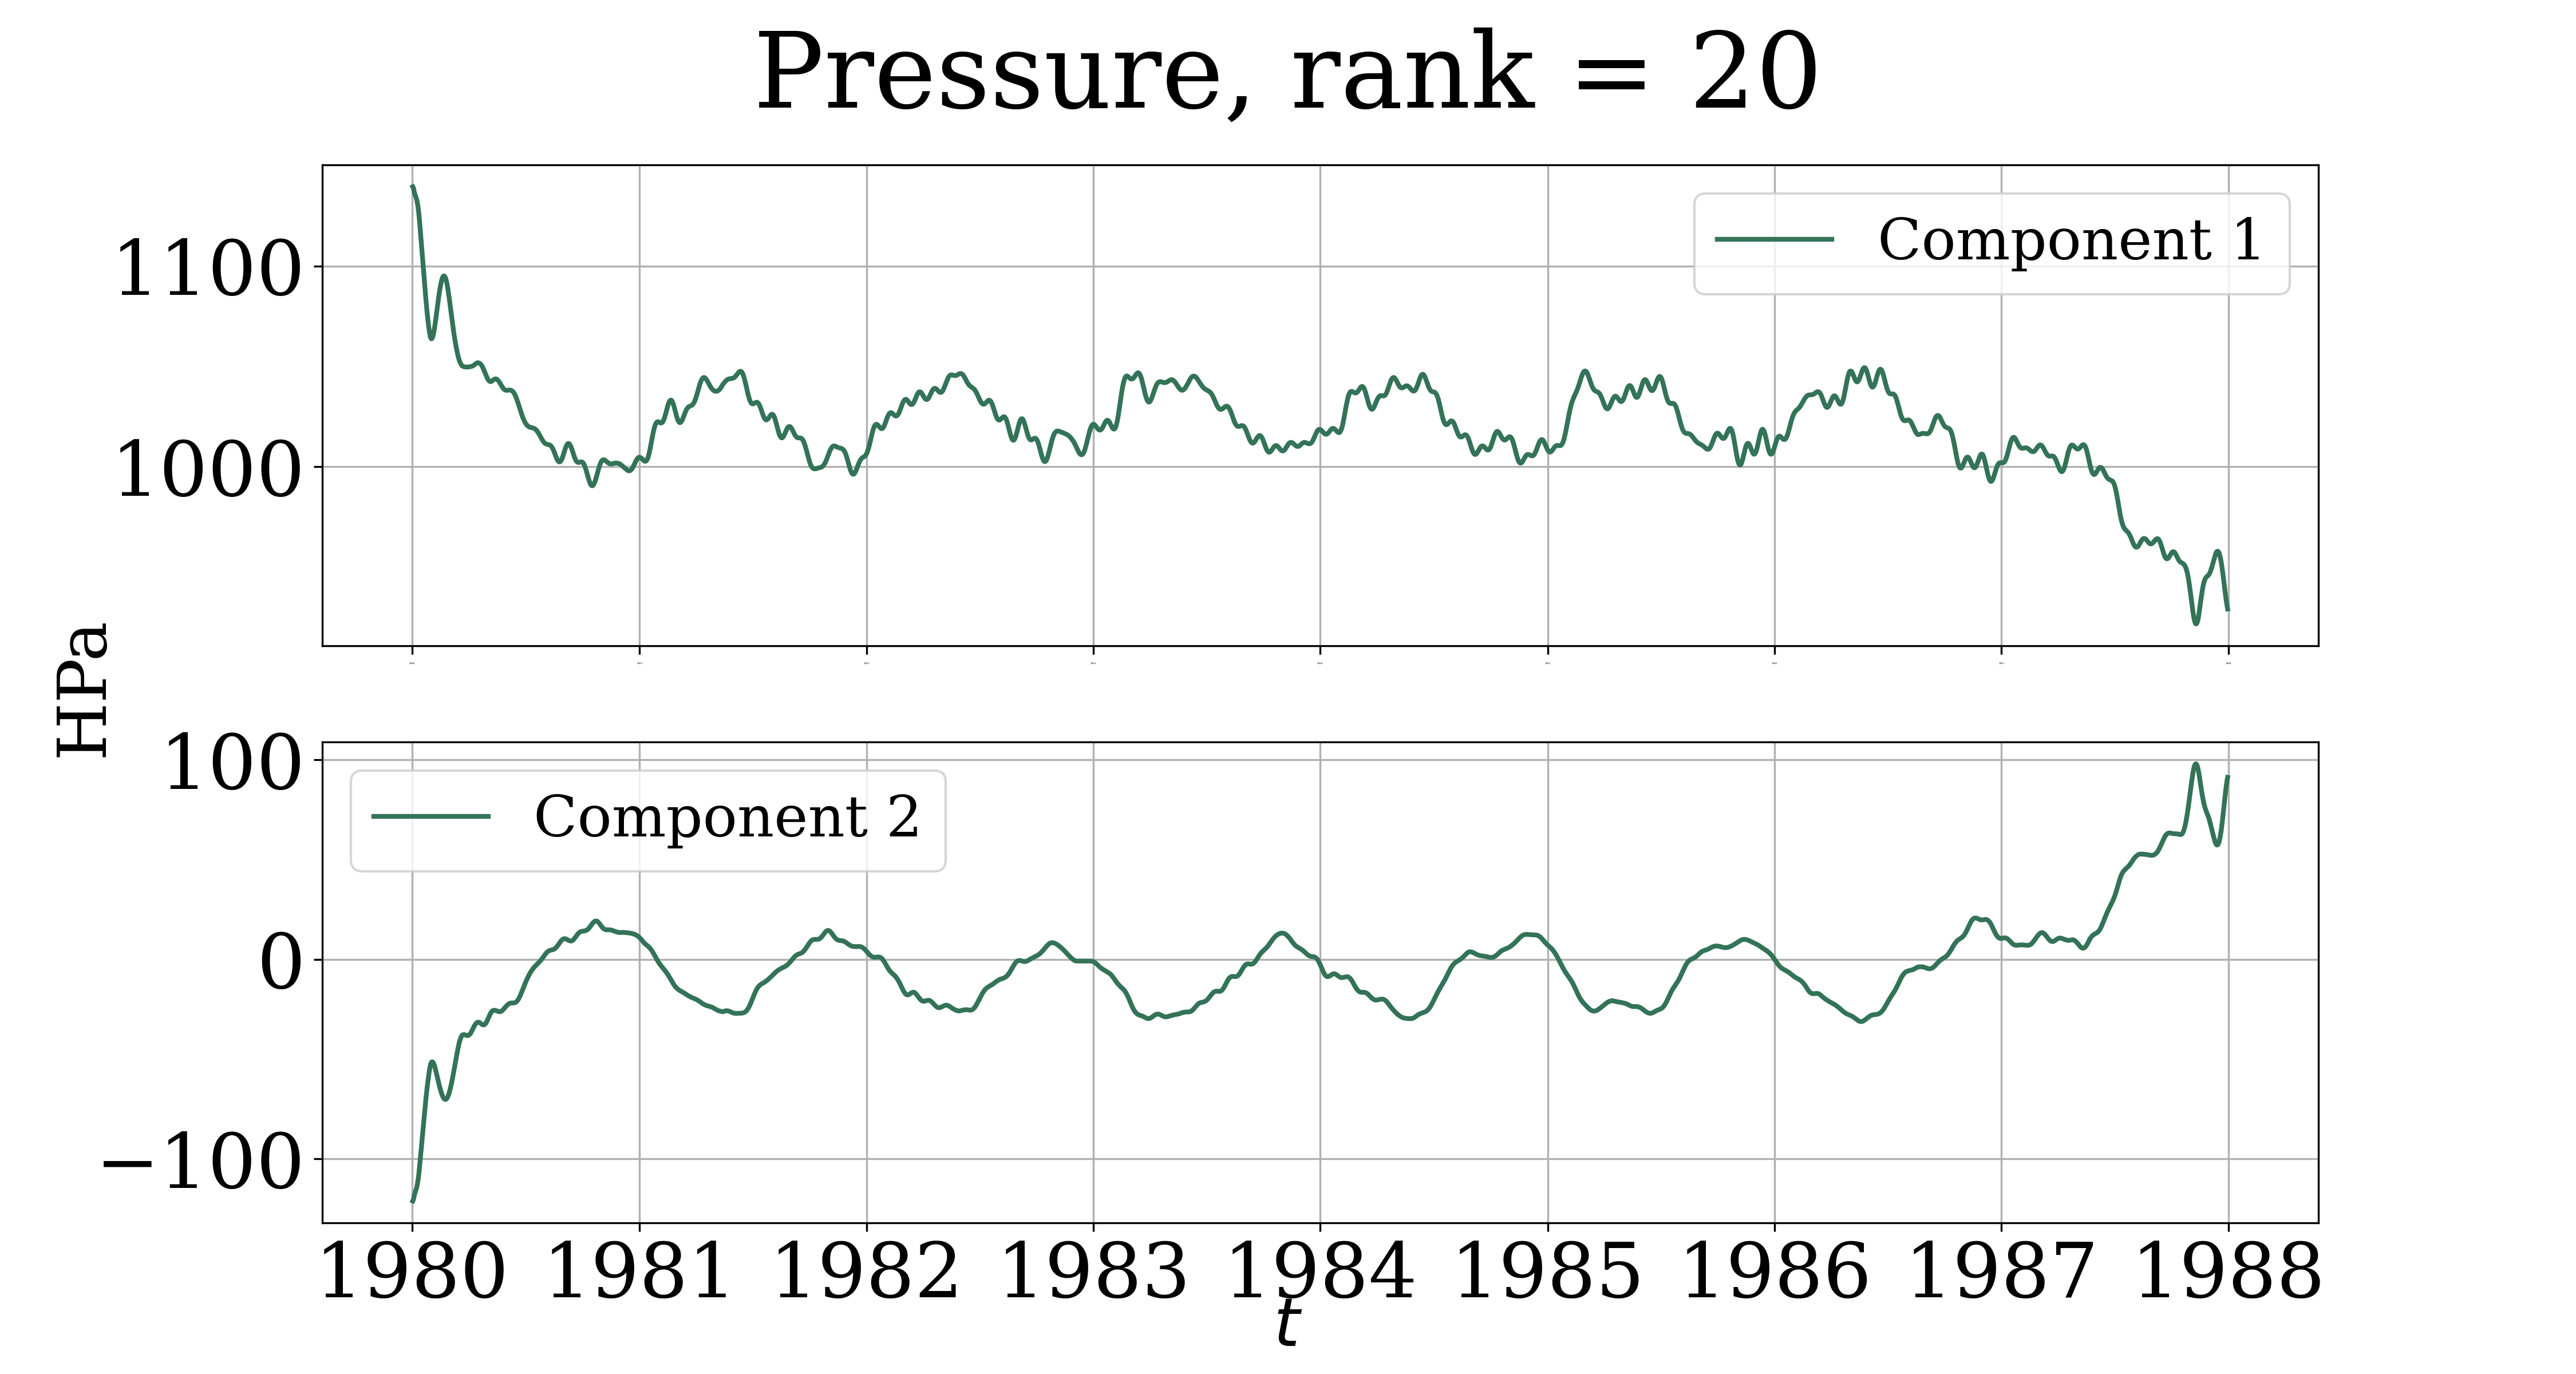 Pressure, rank = 20
1100
1000
Component 1
HPa
100
0
−100
Component 2
1980 1981 1982 1983 1984 1985 1986 1987 1988
t